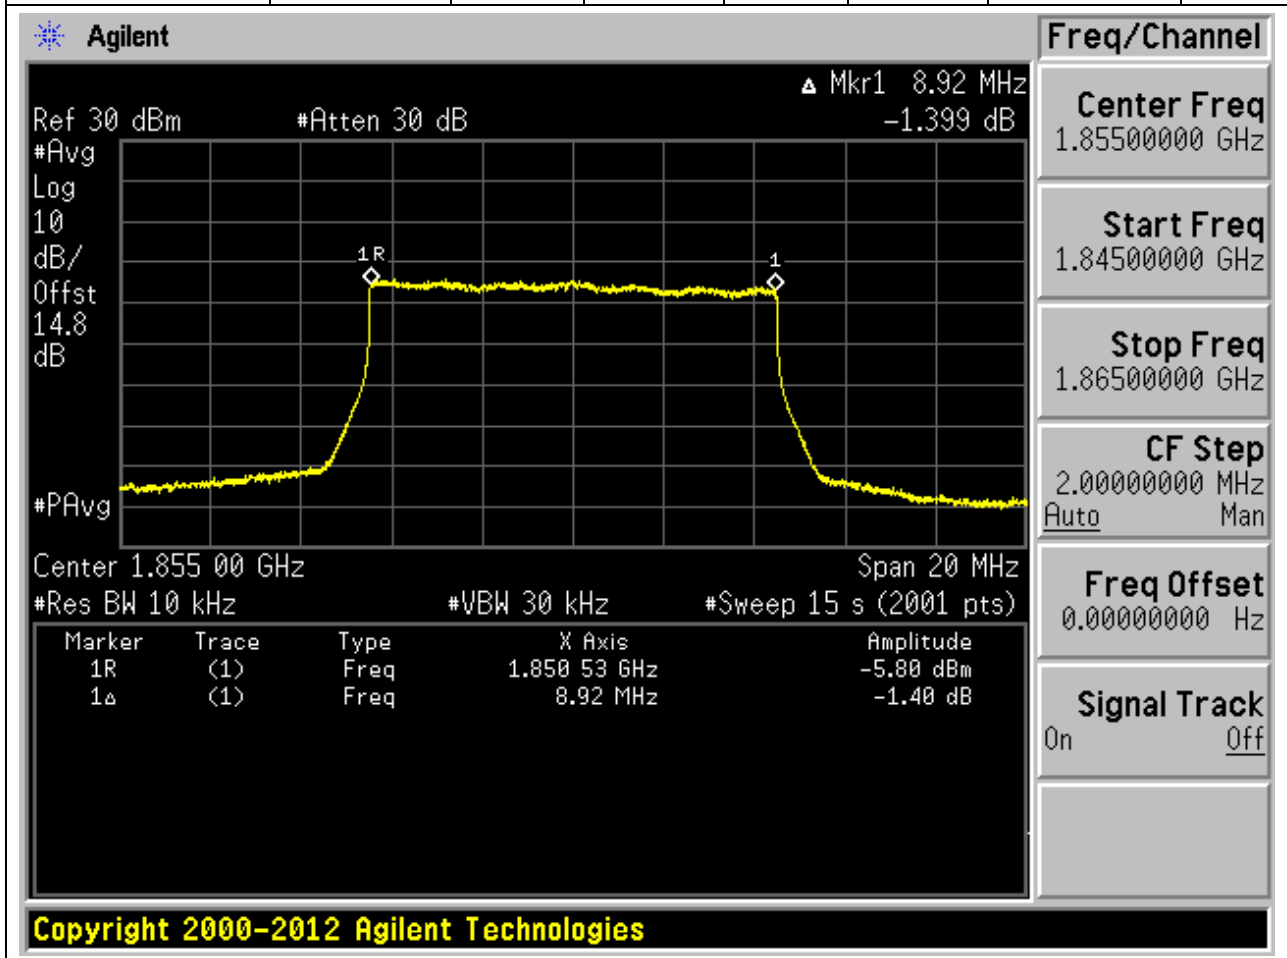 Agilent
Freq/Channel
Δ Mkr1 8.92 MHz
Ref 30 dBm #Atten 30 dB -1.399 dB
#Avg
Log
10
dB/
Offst
14.8
dB
#PAvg
1R
1
Center 1.855 00 GHz Span 20 MHz
#Res BW 10 kHz #VBW 30 kHz #Sweep 15 s (2001 pts)
Marker Trace Type X Axis Amplitude
1R (1) Freq 1.850 53 GHz -5.80 dBm
1Δ (1) Freq 8.92 MHz -1.40 dB
Center Freq
1.85500000 GHz
Start Freq
1.84500000 GHz
Stop Freq
1.86500000 GHz
CF Step
2.00000000 MHz
Auto Man
Freq Offset
0.00000000 Hz
Signal Track
On Off
Copyright 2000-2012 Agilent Technologies